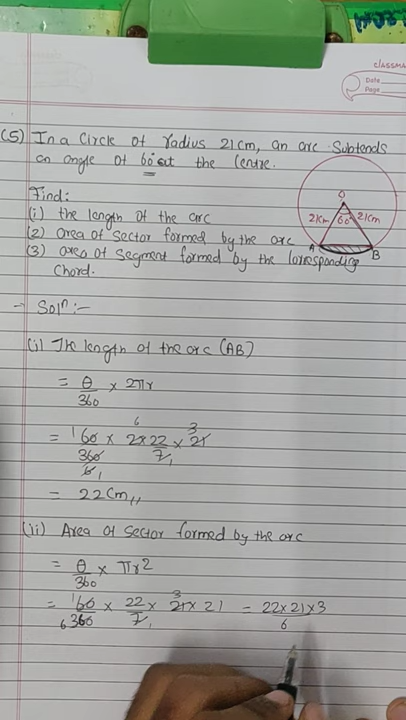 classma
Date
Page
(5) In a Circle of radius 21cm, an arc Subtends
an angle of 60° at the Centre.
O
21cm 60° 21cm
A B
Find:
(i) the length of the arc
(2) area of sector formed by the arc
(3) area of Segment formed by the Corresponding
Chord.
→ Solⁿ :-
(i) The length of the arc (AB)
= θ/360 × 2πr
= 60/360 × 2×22/7 × 21
= 22 Cm,,
(ii) Area of Sector formed by the arc
= θ/360 × πr2
= 60/360 × 22/7 × 21 × 21 = 22×21×3/6